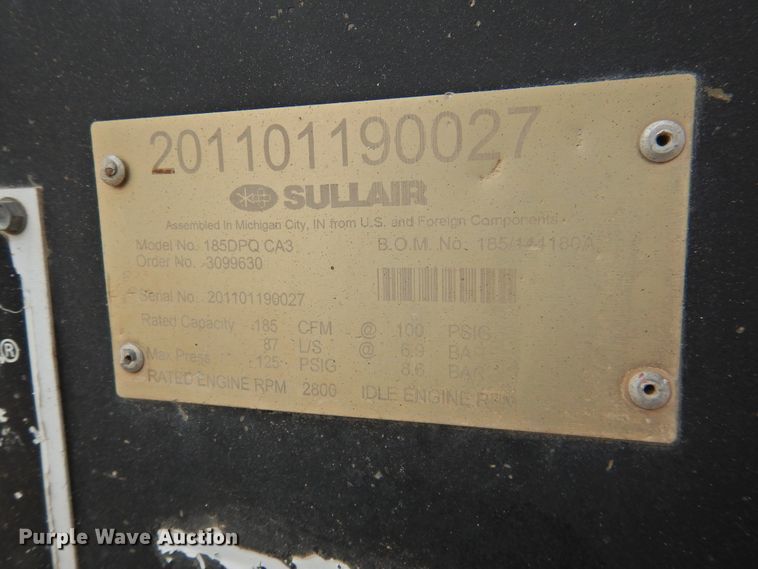 201101190027
SULLAIR
Assembled In Michigan City, IN from U.S. and Foreign Components
Model No. 185DPQ CA3 B.O.M. No. 
Order No. 3099630
Serial No. 201101190027
Rated Capacity 185 CFM @ 100 PSIG
87 L/S @ 6.9 BAR
Max Press 125 PSIG 8.6 BAR
RATED ENGINE RPM 2800 IDLE ENGINE RPM
®
Purple Wave Auction®